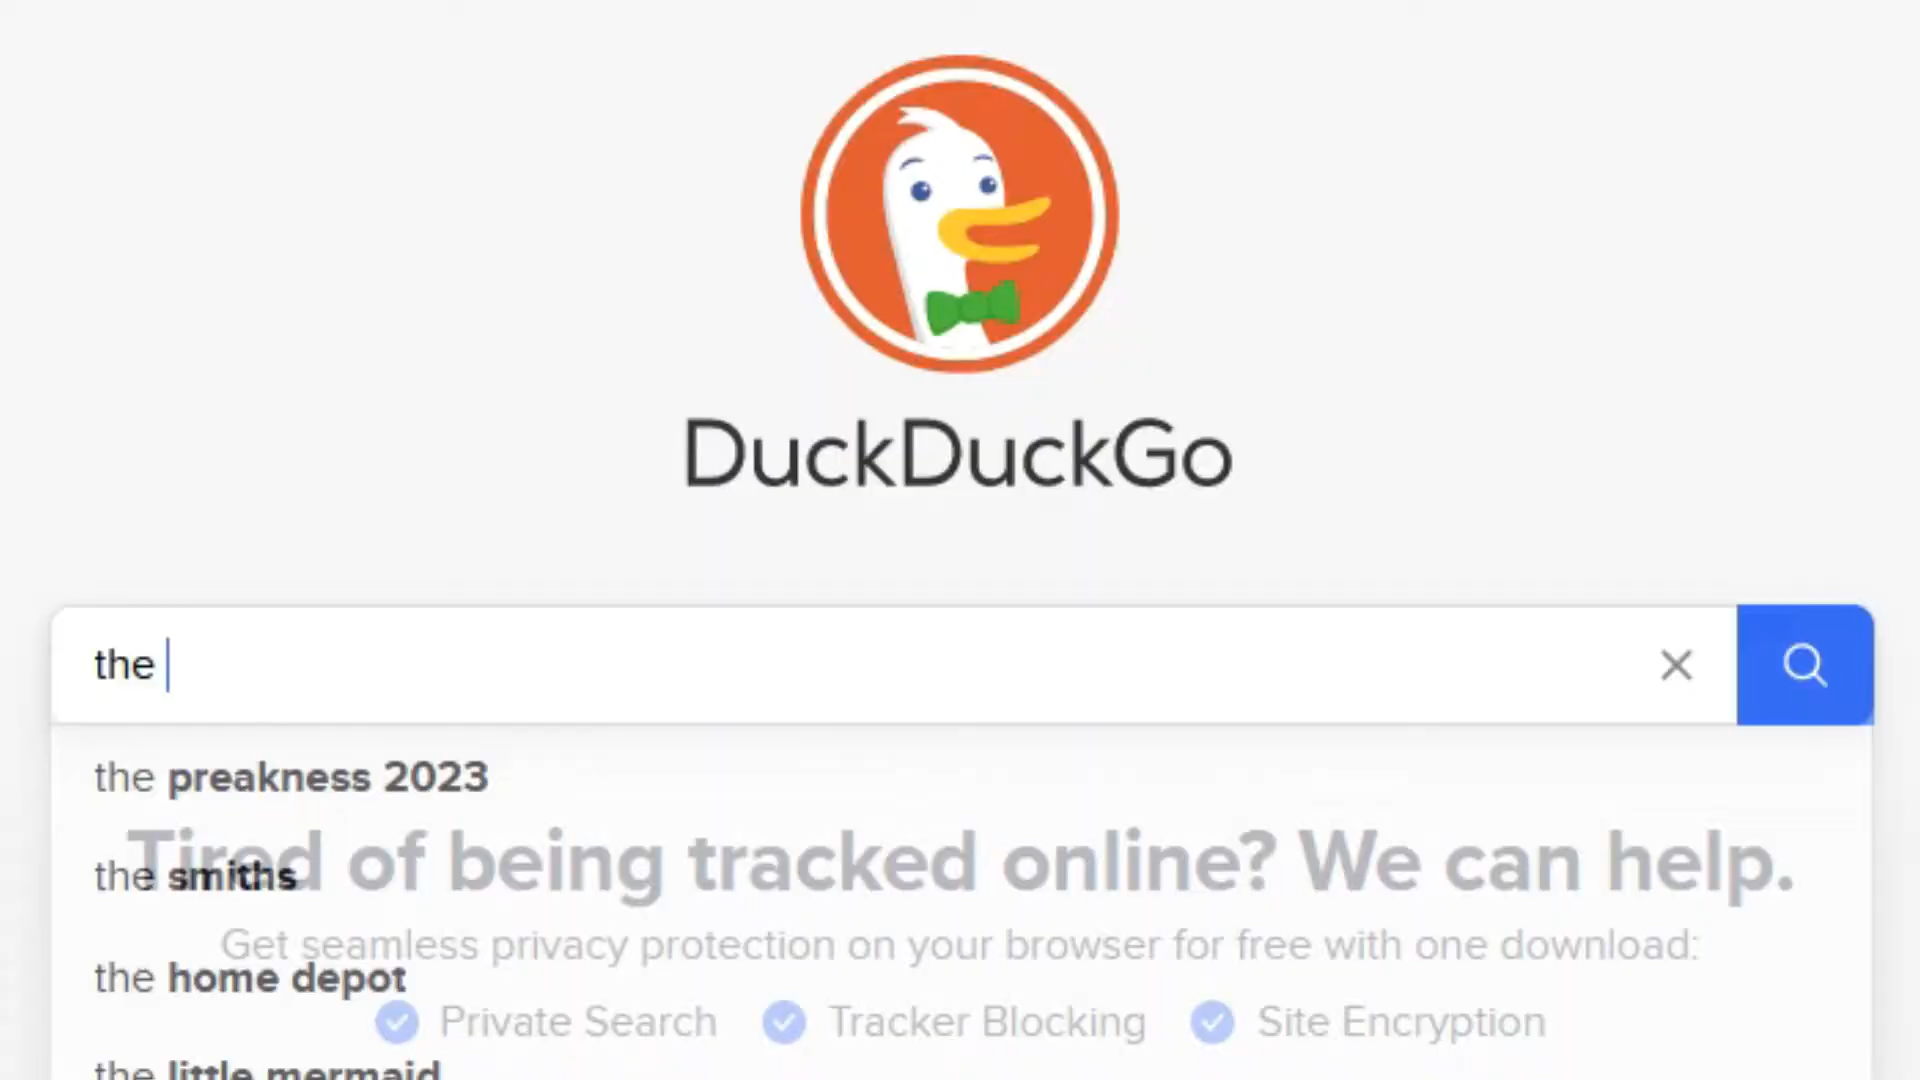 DuckDuckGo
the
the preakness 2023
Tired of being tracked online? We can help.
the smiths
Get seamless privacy protection on your browser for free with one download:
the home depot
Private Search Tracker Blocking Site Encryption
the little mermaid